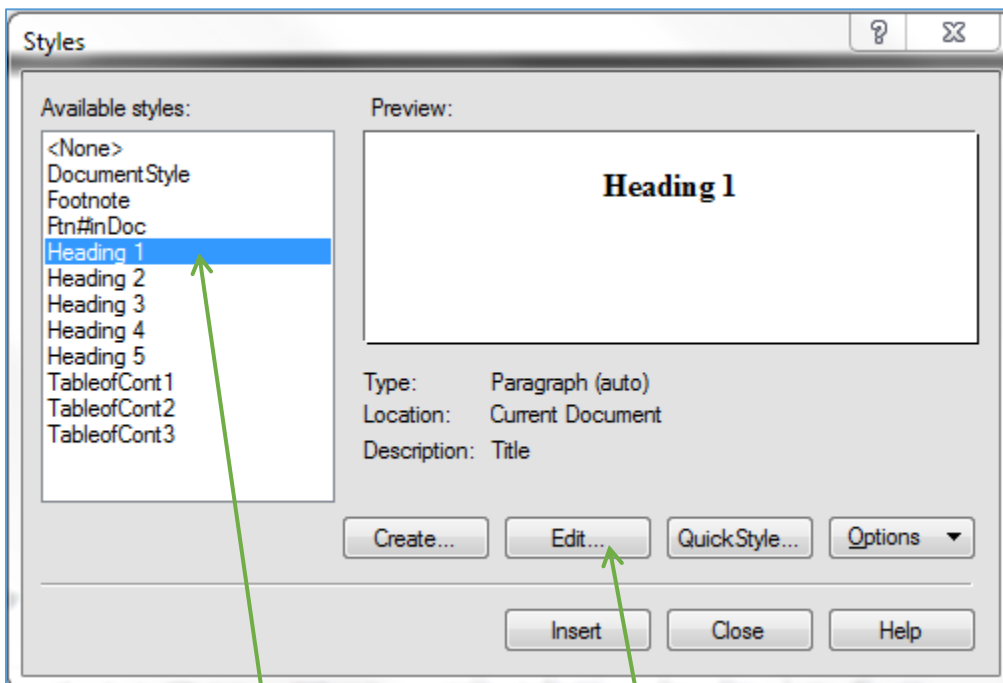 Styles
Available styles:
<None>
DocumentStyle
Footnote
Ftn#inDoc
Heading 1
Heading 2
Heading 3
Heading 4
Heading 5
TableofCont1
TableofCont2
TableofCont3
Preview:
Heading 1
Type: Paragraph (auto)
Location: Current Document
Description: Title
Create... Edit... QuickStyle... Options
Insert Close Help